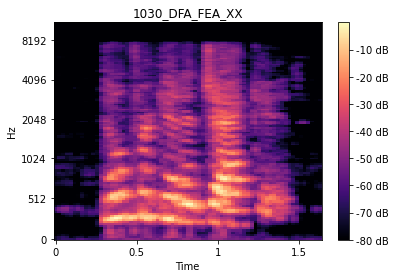 1030_DFA_FEA_XX
8192
4096
2048
1024
512
0
Hz
0
0.5
1
1.5
Time
-10 dB
-20 dB
-30 dB
-40 dB
-50 dB
-60 dB
-70 dB
-80 dB